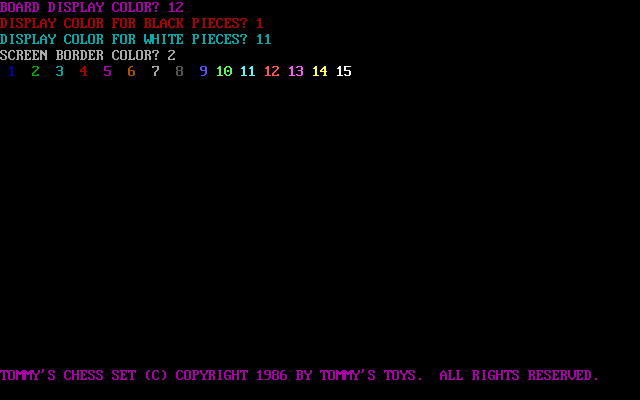 BOARD DISPLAY COLOR? 12
DISPLAY COLOR FOR BLACK PIECES? 1
DISPLAY COLOR FOR WHITE PIECES? 11
SCREEN BORDER COLOR? 2
1 2 3 4 5 6 7 8 9 10 11 12 13 14 15
TOMMY'S CHESS SET (C) COPYRIGHT 1986 BY TOMMY'S TOYS.  ALL RIGHTS RESERVED.